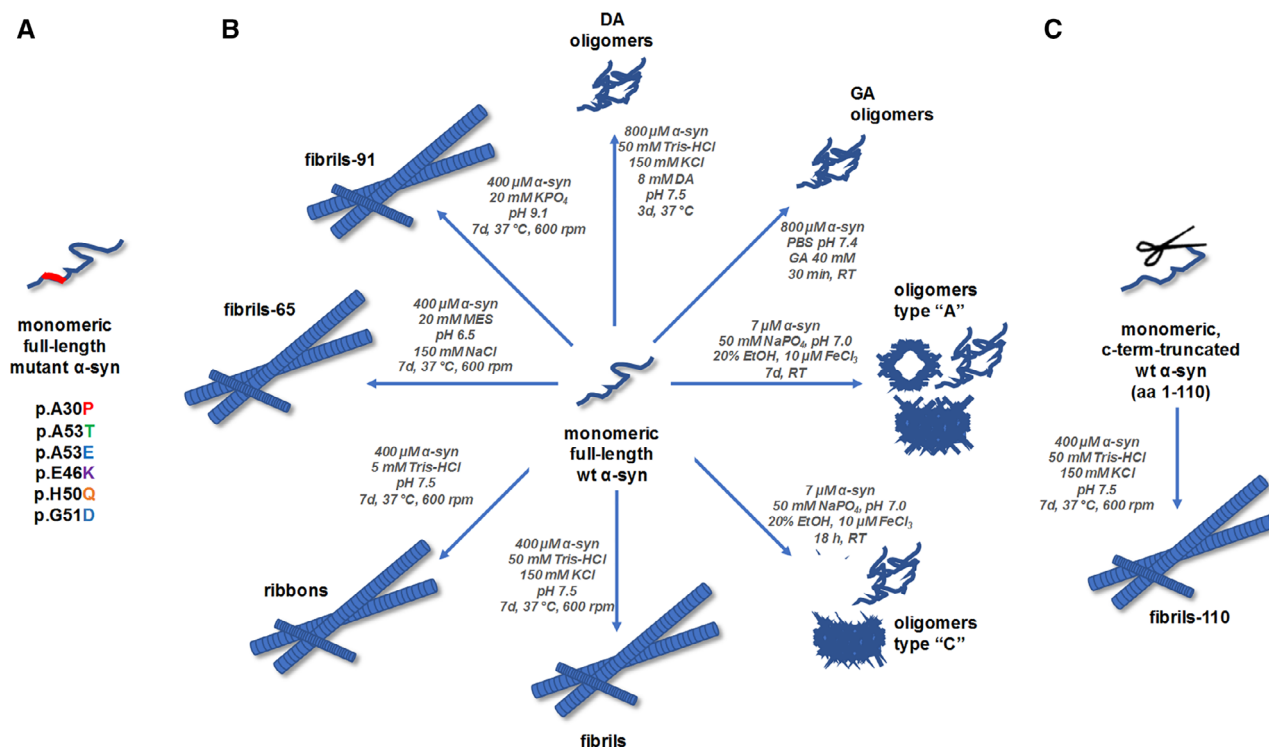 A
monomeric
full-length
mutant α-syn
p.A30P
p.A53T
p.A53E
p.E46K
p.H50Q
p.G51D
B
DA
oligomers
800 µM α-syn
50 mM Tris-HCl
150 mM KCl
8 mM DA
pH 7.5
3d, 37 °C
GA
oligomers
800 µM α-syn
PBS pH 7.4
GA 40 mM
30 min, RT
fibrils-91
400 µM α-syn
20 mM KPO₄
pH 9.1
7d, 37 °C, 600 rpm
fibrils-65
400 µM α-syn
20 mM MES
pH 6.5
150 mM NaCl
7d, 37 °C, 600 rpm
oligomers
type “A”
7 µM α-syn
50 mM NaPO₄, pH 7.0
20% EtOH, 10 µM FeCl₃
7d, RT
monomeric
full-length
wt α-syn
400 µM α-syn
5 mM Tris-HCl
pH 7.5
7d, 37 °C, 600 rpm
ribbons
400 µM α-syn
50 mM Tris-HCl
150 mM KCl
pH 7.5
7d, 37 °C, 600 rpm
fibrils
7 µM α-syn
50 mM NaPO₄, pH 7.0
20% EtOH, 10 µM FeCl₃
18 h, RT
oligomers
type “C”
C
monomeric,
c-term-truncated
wt α-syn
(aa 1-110)
400 µM α-syn
50 mM Tris-HCl
150 mM KCl
pH 7.5
7d, 37 °C, 600 rpm
fibrils-110